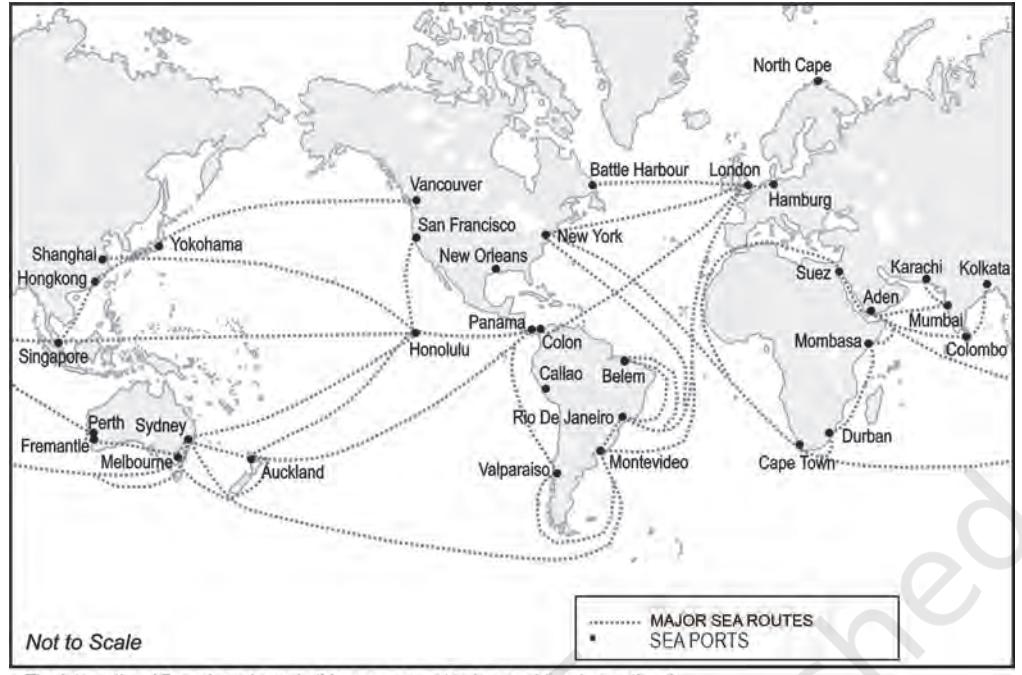 North Cape
Battle Harbour
London
Hamburg
Vancouver
San Francisco
New York
New Orleans
Yokohama
Shanghai
Hongkong
Suez
Karachi
Kolkata
Aden
Mumbai
Colombo
Singapore
Honolulu
Panama
Colon
Mombasa
Callao
Belem
Rio De Janeiro
Perth
Fremantle
Sydney
Melbourne
Auckland
Valparaiso
Montevideo
Durban
Cape Town
Not to Scale
MAJOR SEA ROUTES
SEA PORTS